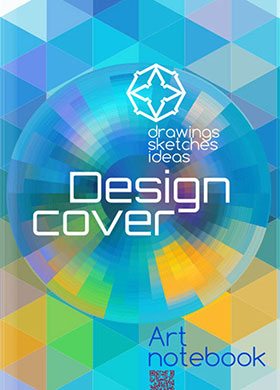 drawings
sketches
ideas
Design
cover
Art
notebook